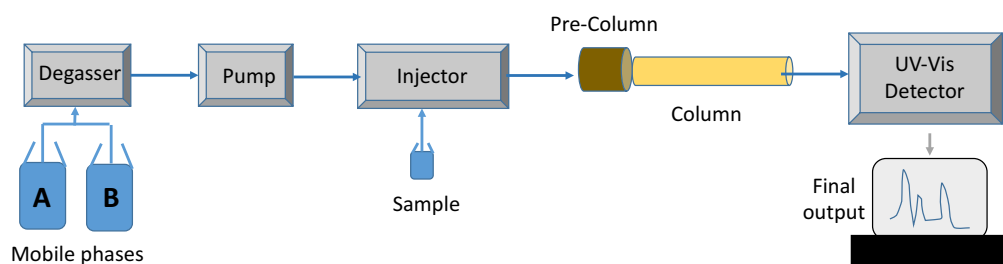 Pre-Column
Degasser
Pump
Injector
UV-Vis
Detector
Column
A
B
Sample
Final
output
Mobile phases